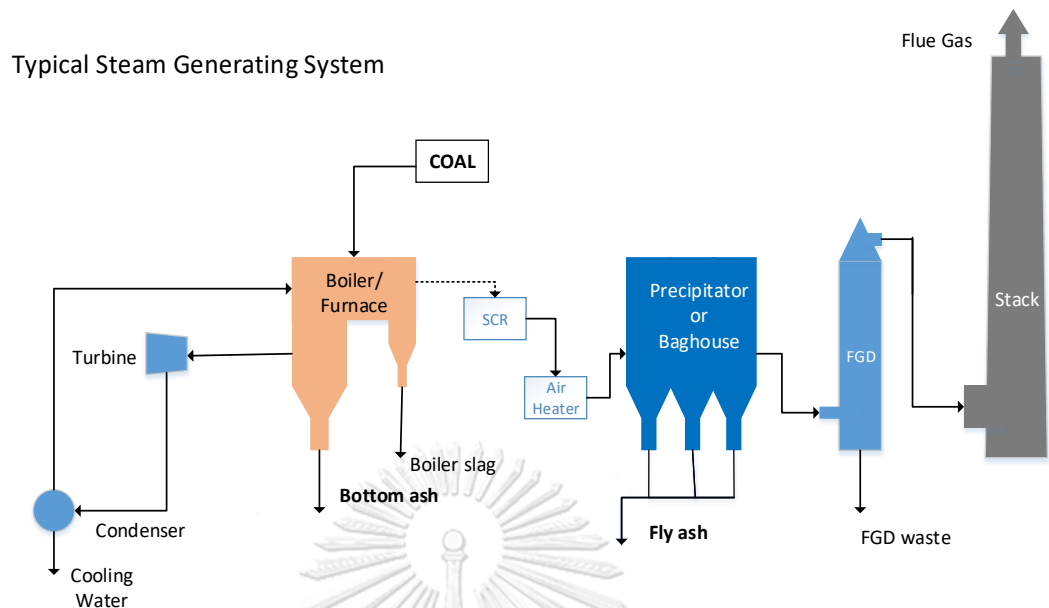 Flue Gas
Typical Steam Generating System
COAL
Boiler/
Furnace
Precipitator
or
Baghouse
Stack
SCR
Turbine
FGD
Air
Heater
Boiler slag
Bottom ash
Condenser
Fly ash
FGD waste
Cooling
Water